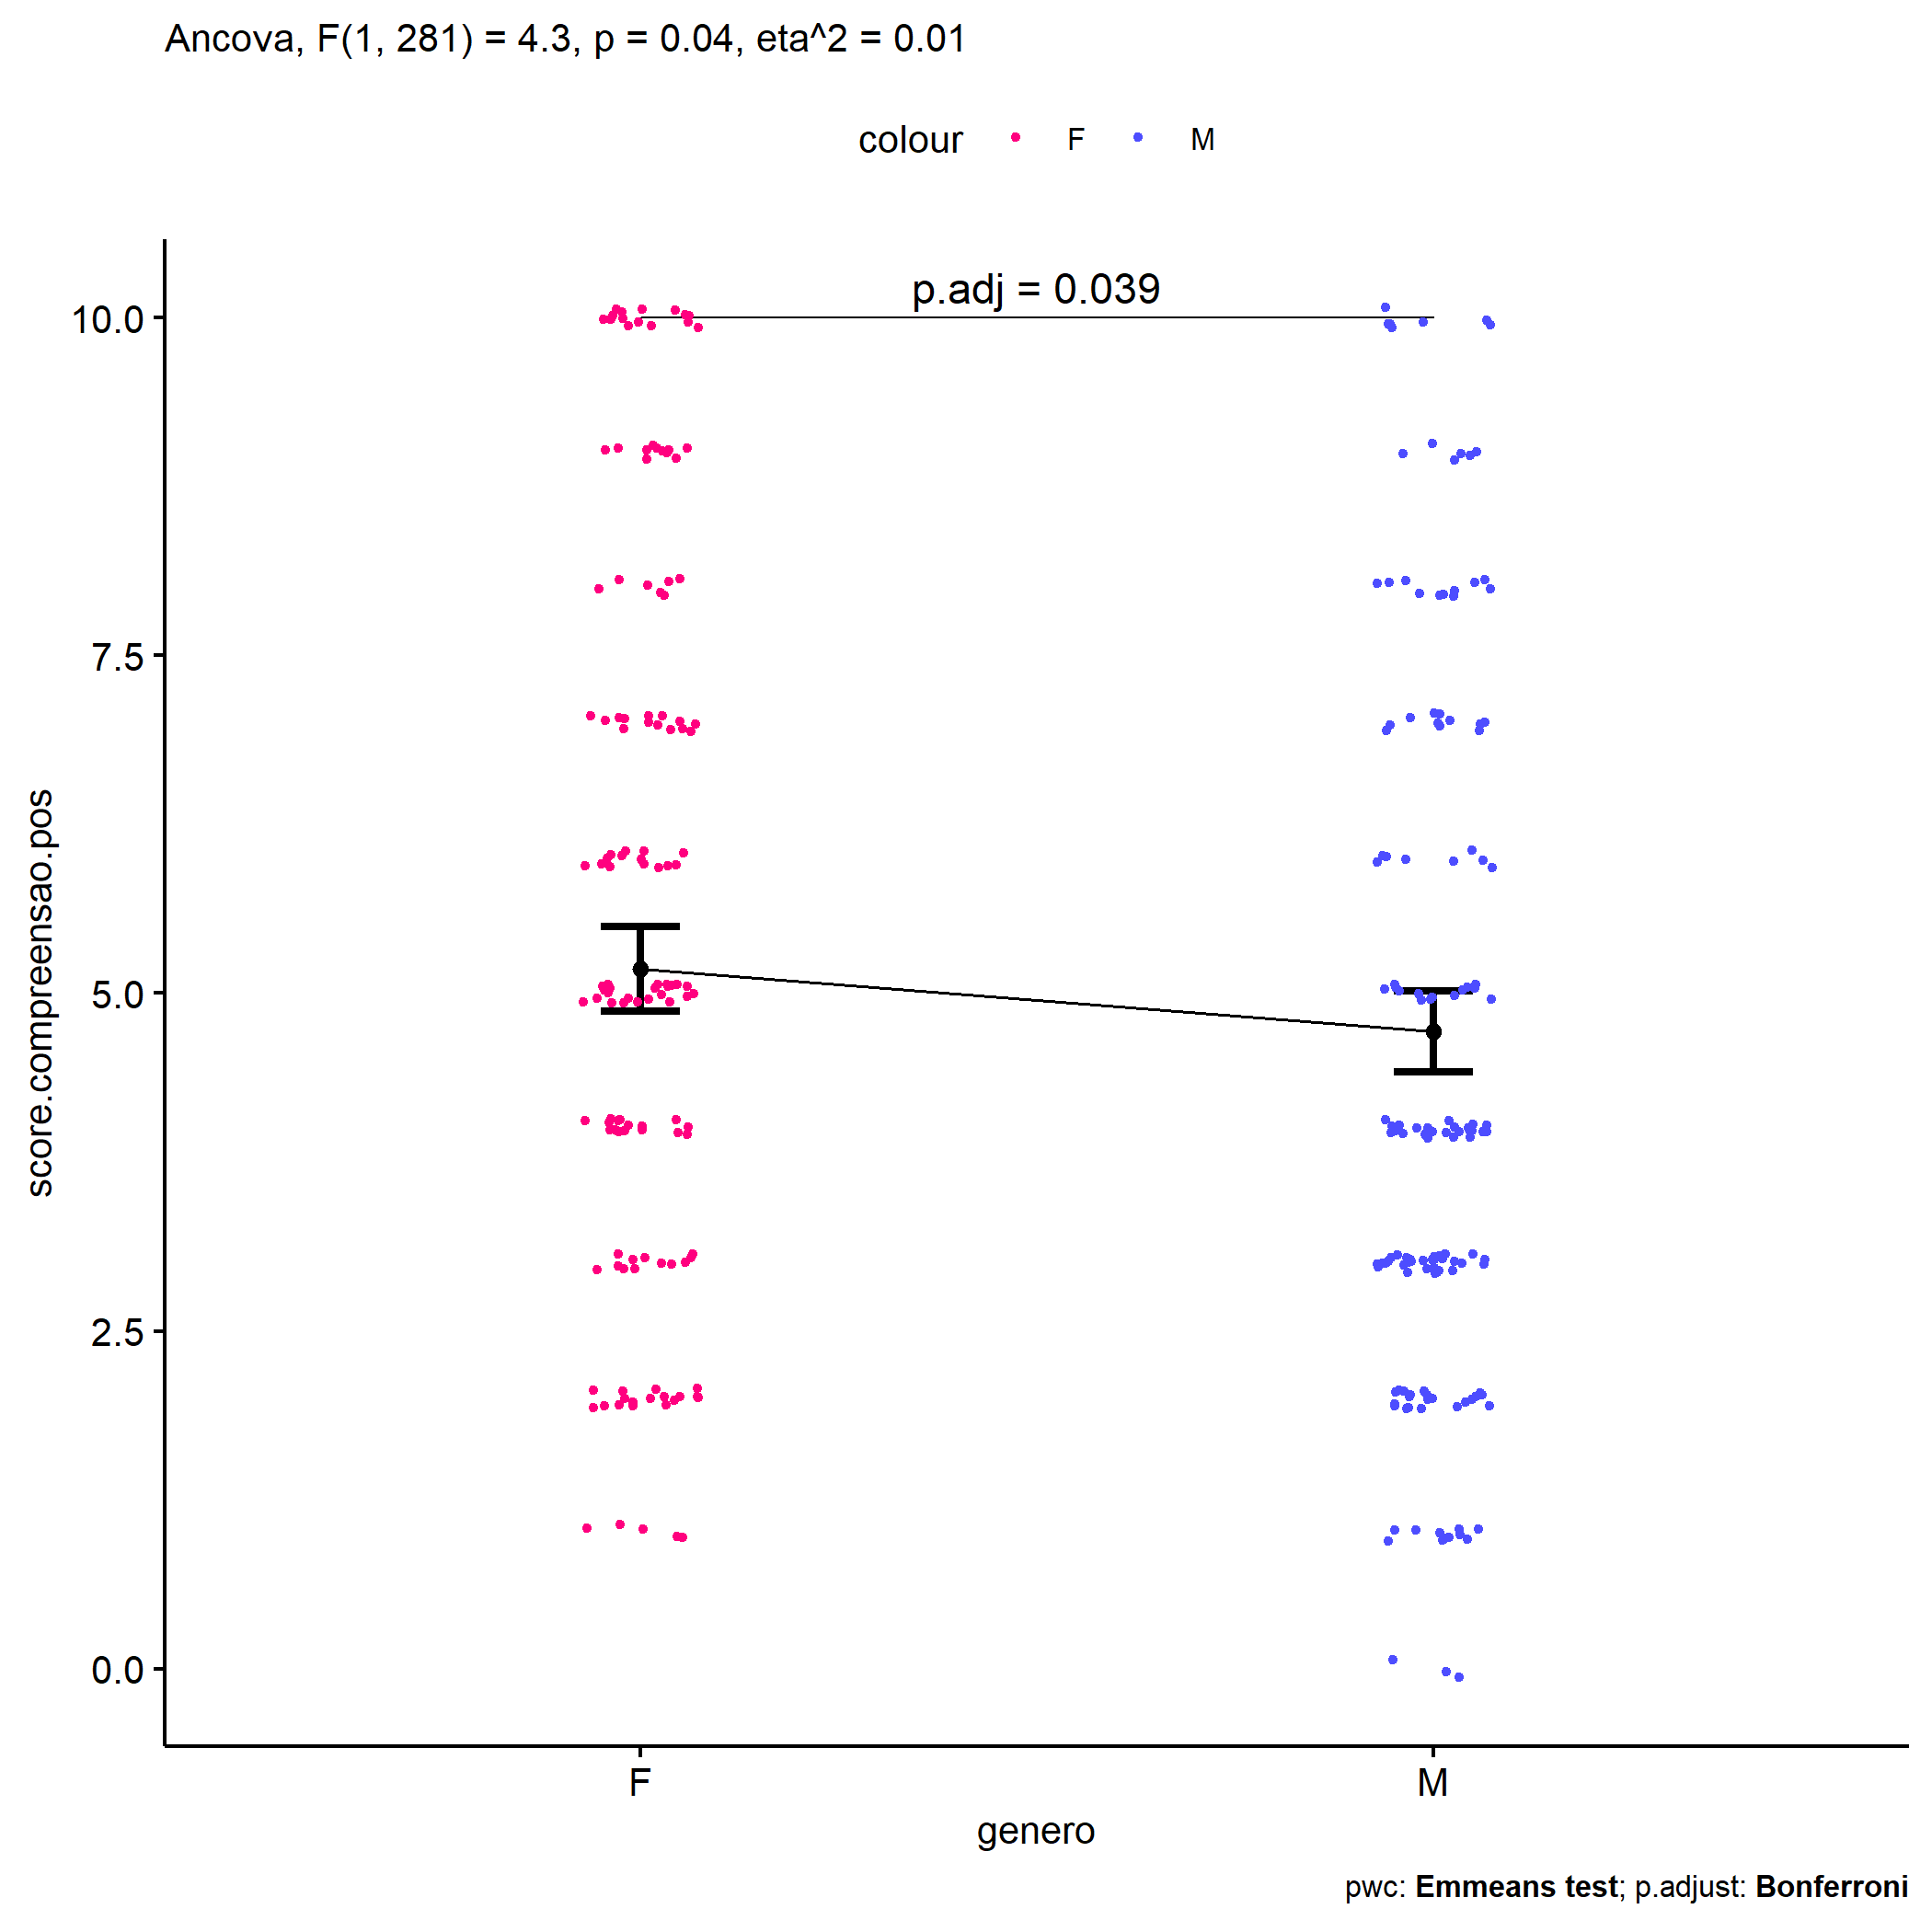 Ancova, F(1, 281) = 4.3, p = 0.04, eta^2 = 0.01
colour F M
p.adj = 0.039
10.0
7.5
5.0
2.5
0.0
score.compreensao.pos
F M
genero
pwc: Emmeans test; p.adjust: Bonferroni